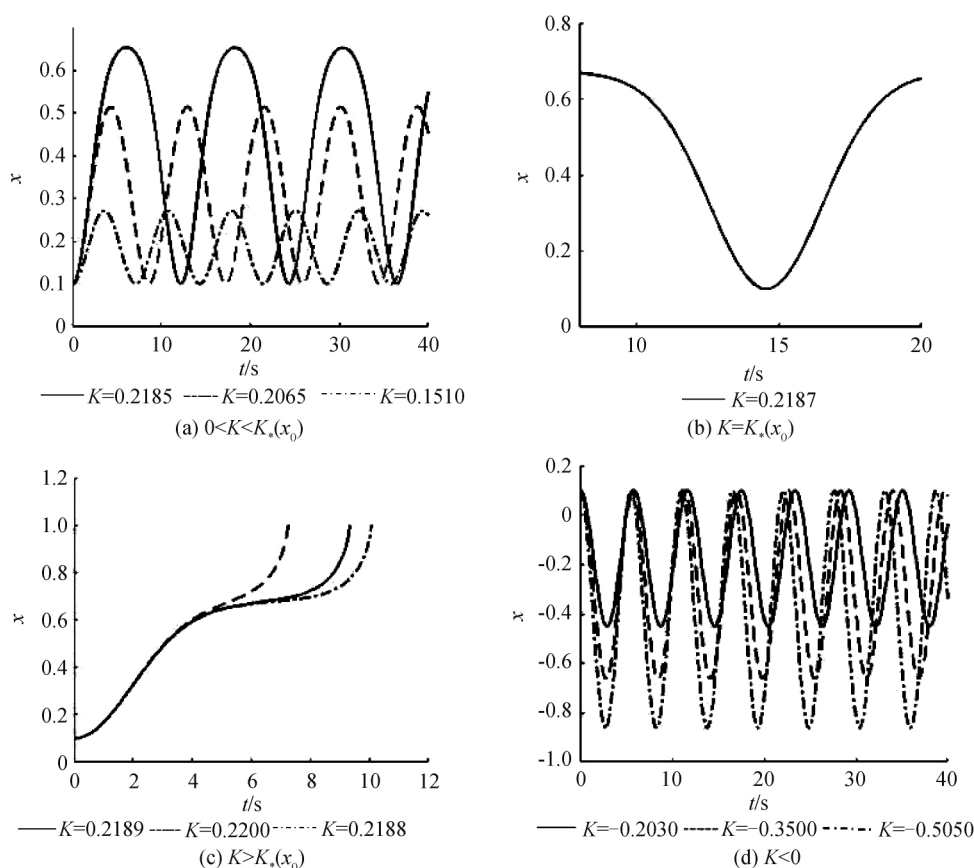 0.6
0.5
0.4
0.3
0.2
0.1
0
x
0 10 20 30 40
t/s
K=0.2185 K=0.2065 K=0.1510
(a) 0<K<K*(x₀)
0.8
0.6
0.4
0.2
0
x
10 15 20
t/s
K=0.2187
(b) K=K*(x₀)
1.2
1.0
0.8
0.6
0.4
0.2
0
x
0 2 4 6 8 10 12
t/s
K=0.2189 K=0.2200 K=0.2188
(c) K>K*(x₀)
0.2
0
-0.2
-0.4
-0.6
-0.8
-1.0
x
0 10 20 30 40
t/s
K=−0.2030 K=−0.3500 K=−0.5050
(d) K<0